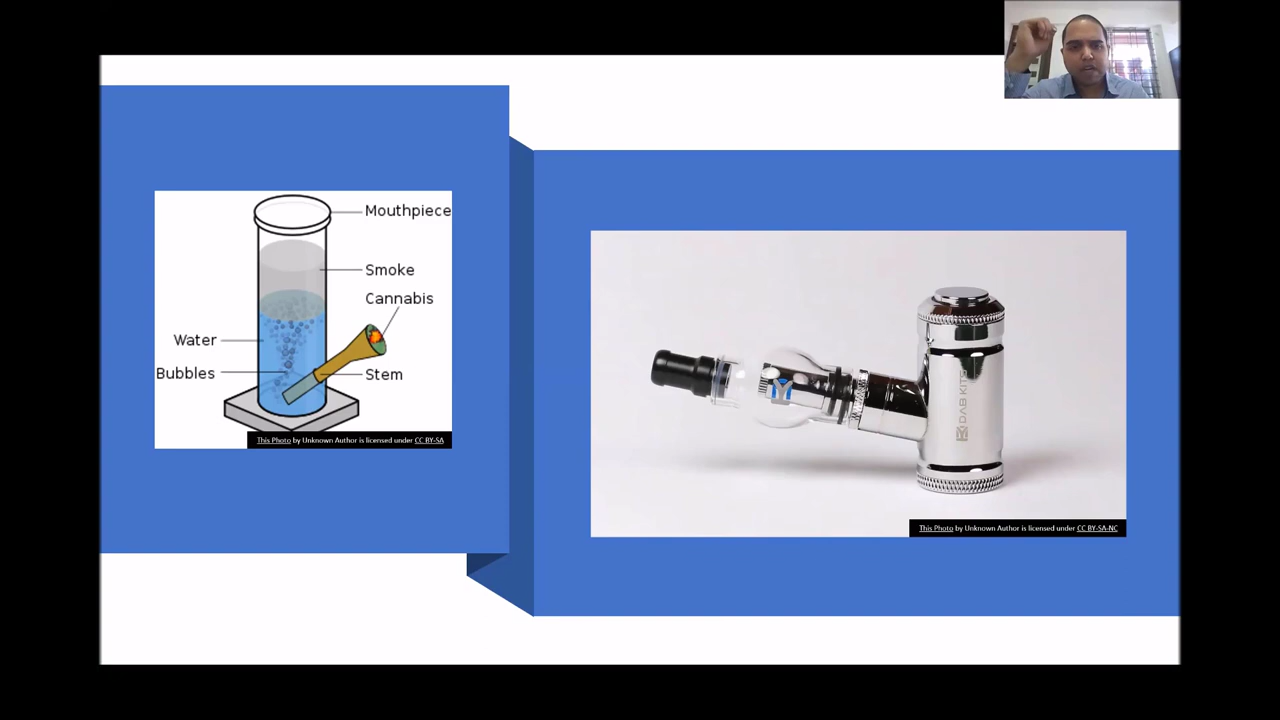 Mouthpiece
Smoke
Cannabis
Water
Bubbles
Stem
This Photo by Unknown Author is licensed under CC BY-SA
DAB KITE
This Photo by Unknown Author is licensed under CC BY-SA-NC